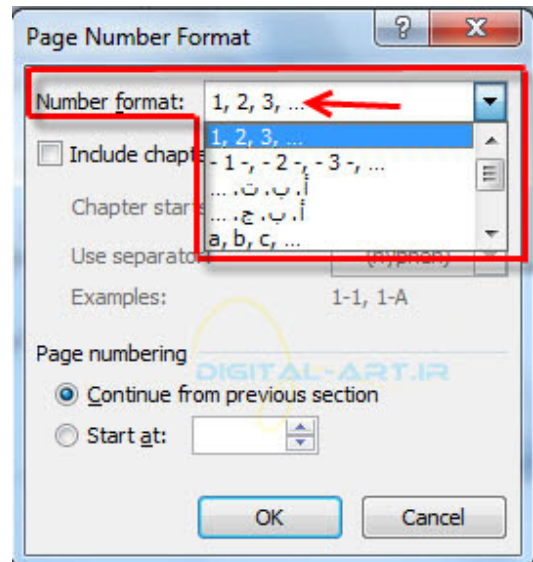 Page Number Format
Number format: 1, 2, 3, ...
1, 2, 3, ...
- 1 -, - 2 -, - 3 -, ...
أ، ب، ت، ...
أ، ب، ج، ...
a, b, c, ...
Include chapte
Chapter start
Use separator: (hyphen)
Examples: 1-1, 1-A
Page numbering
DIGITAL-ART.IR
Continue from previous section
Start at:
OK Cancel